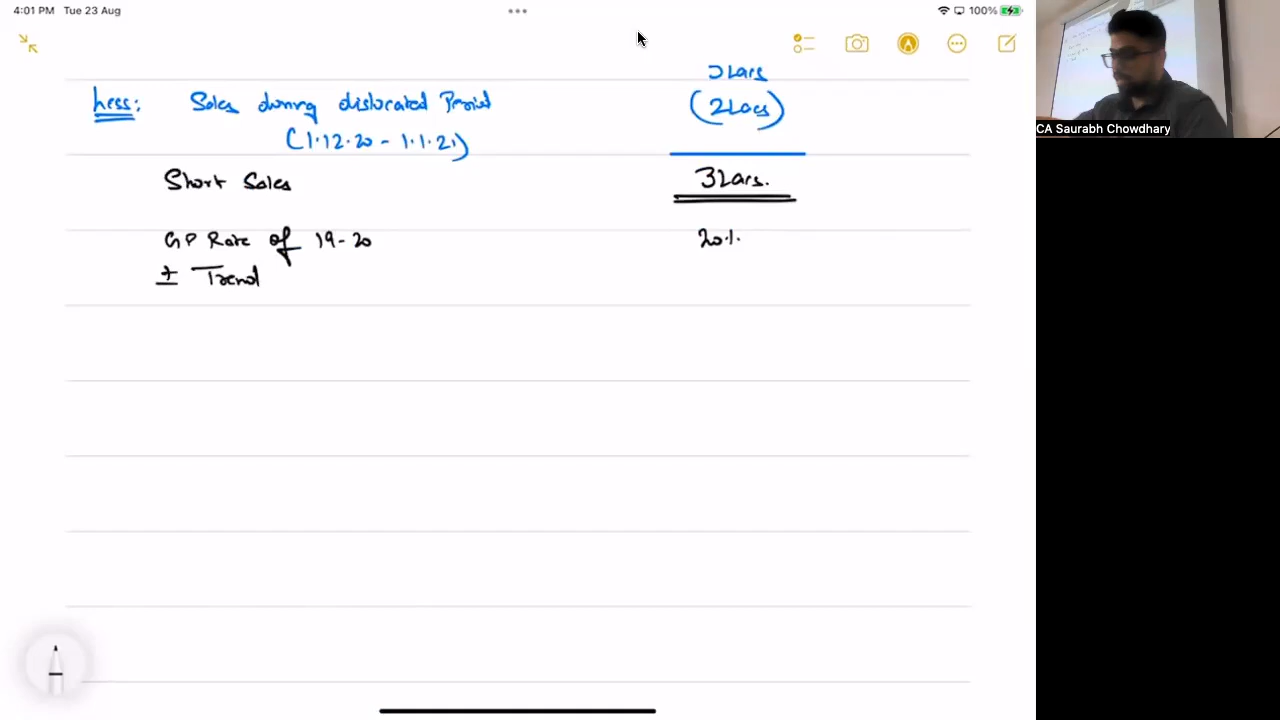 4:01 PM Tue 23 Aug
100%
CA Saurabh Chowdhary
Lacs
Less: Sales during dislocated Period (2 Lacs)
(1.12.20 - 1.1.21)
Short Sales 3 Lacs.
GP Rate of 19-20 20%
± Trend